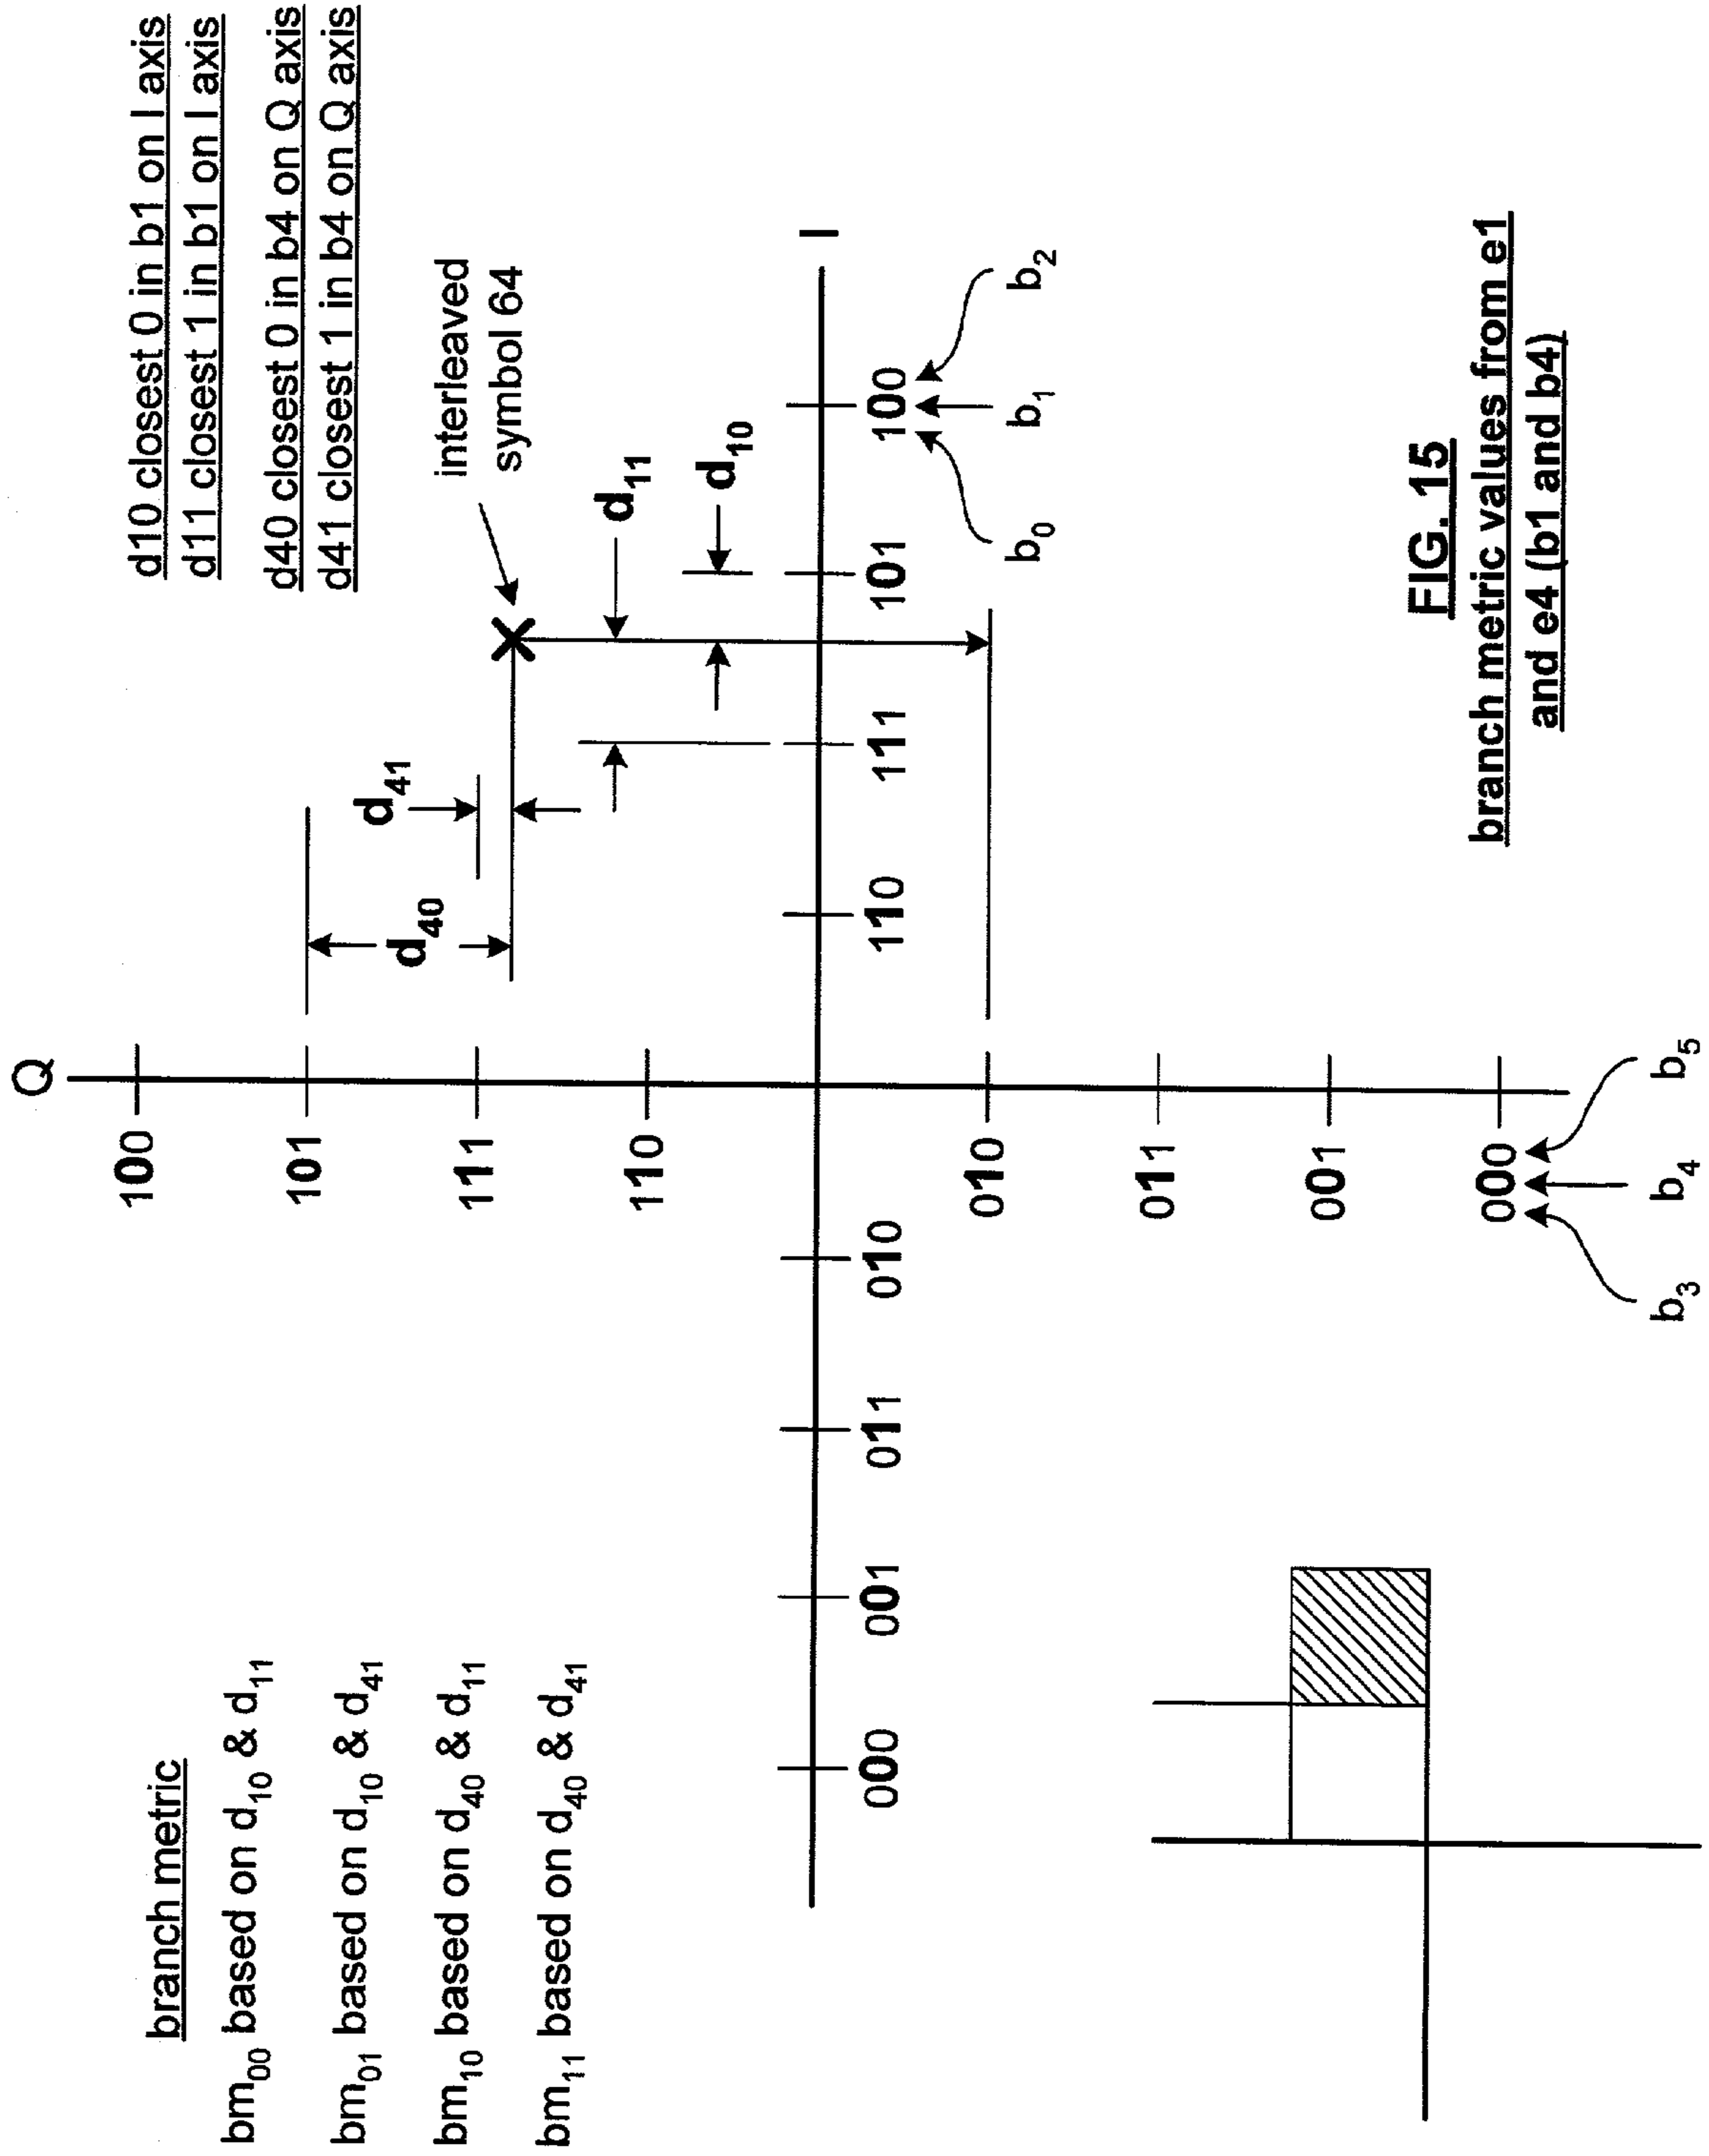 branch metric
bm00 based on d10 & d11
bm01 based on d10 & d41
bm10 based on d40 & d11
bm11 based on d40 & d41
d10 closest 0 in b1 on I axis
d11 closest 1 in b1 on I axis
d40 closest 0 in b4 on Q axis
d41 closest 1 in b4 on Q axis
Q
100
101
111
110
010
011
001
000
b3
b4
b5
d40
d41
interleaved
symbol 64
d11
d10
I
000
001
011
010
110
111
101
100
b0
b1
b2
FIG. 15
branch metric values from e1
and e4 (b1 and b4)